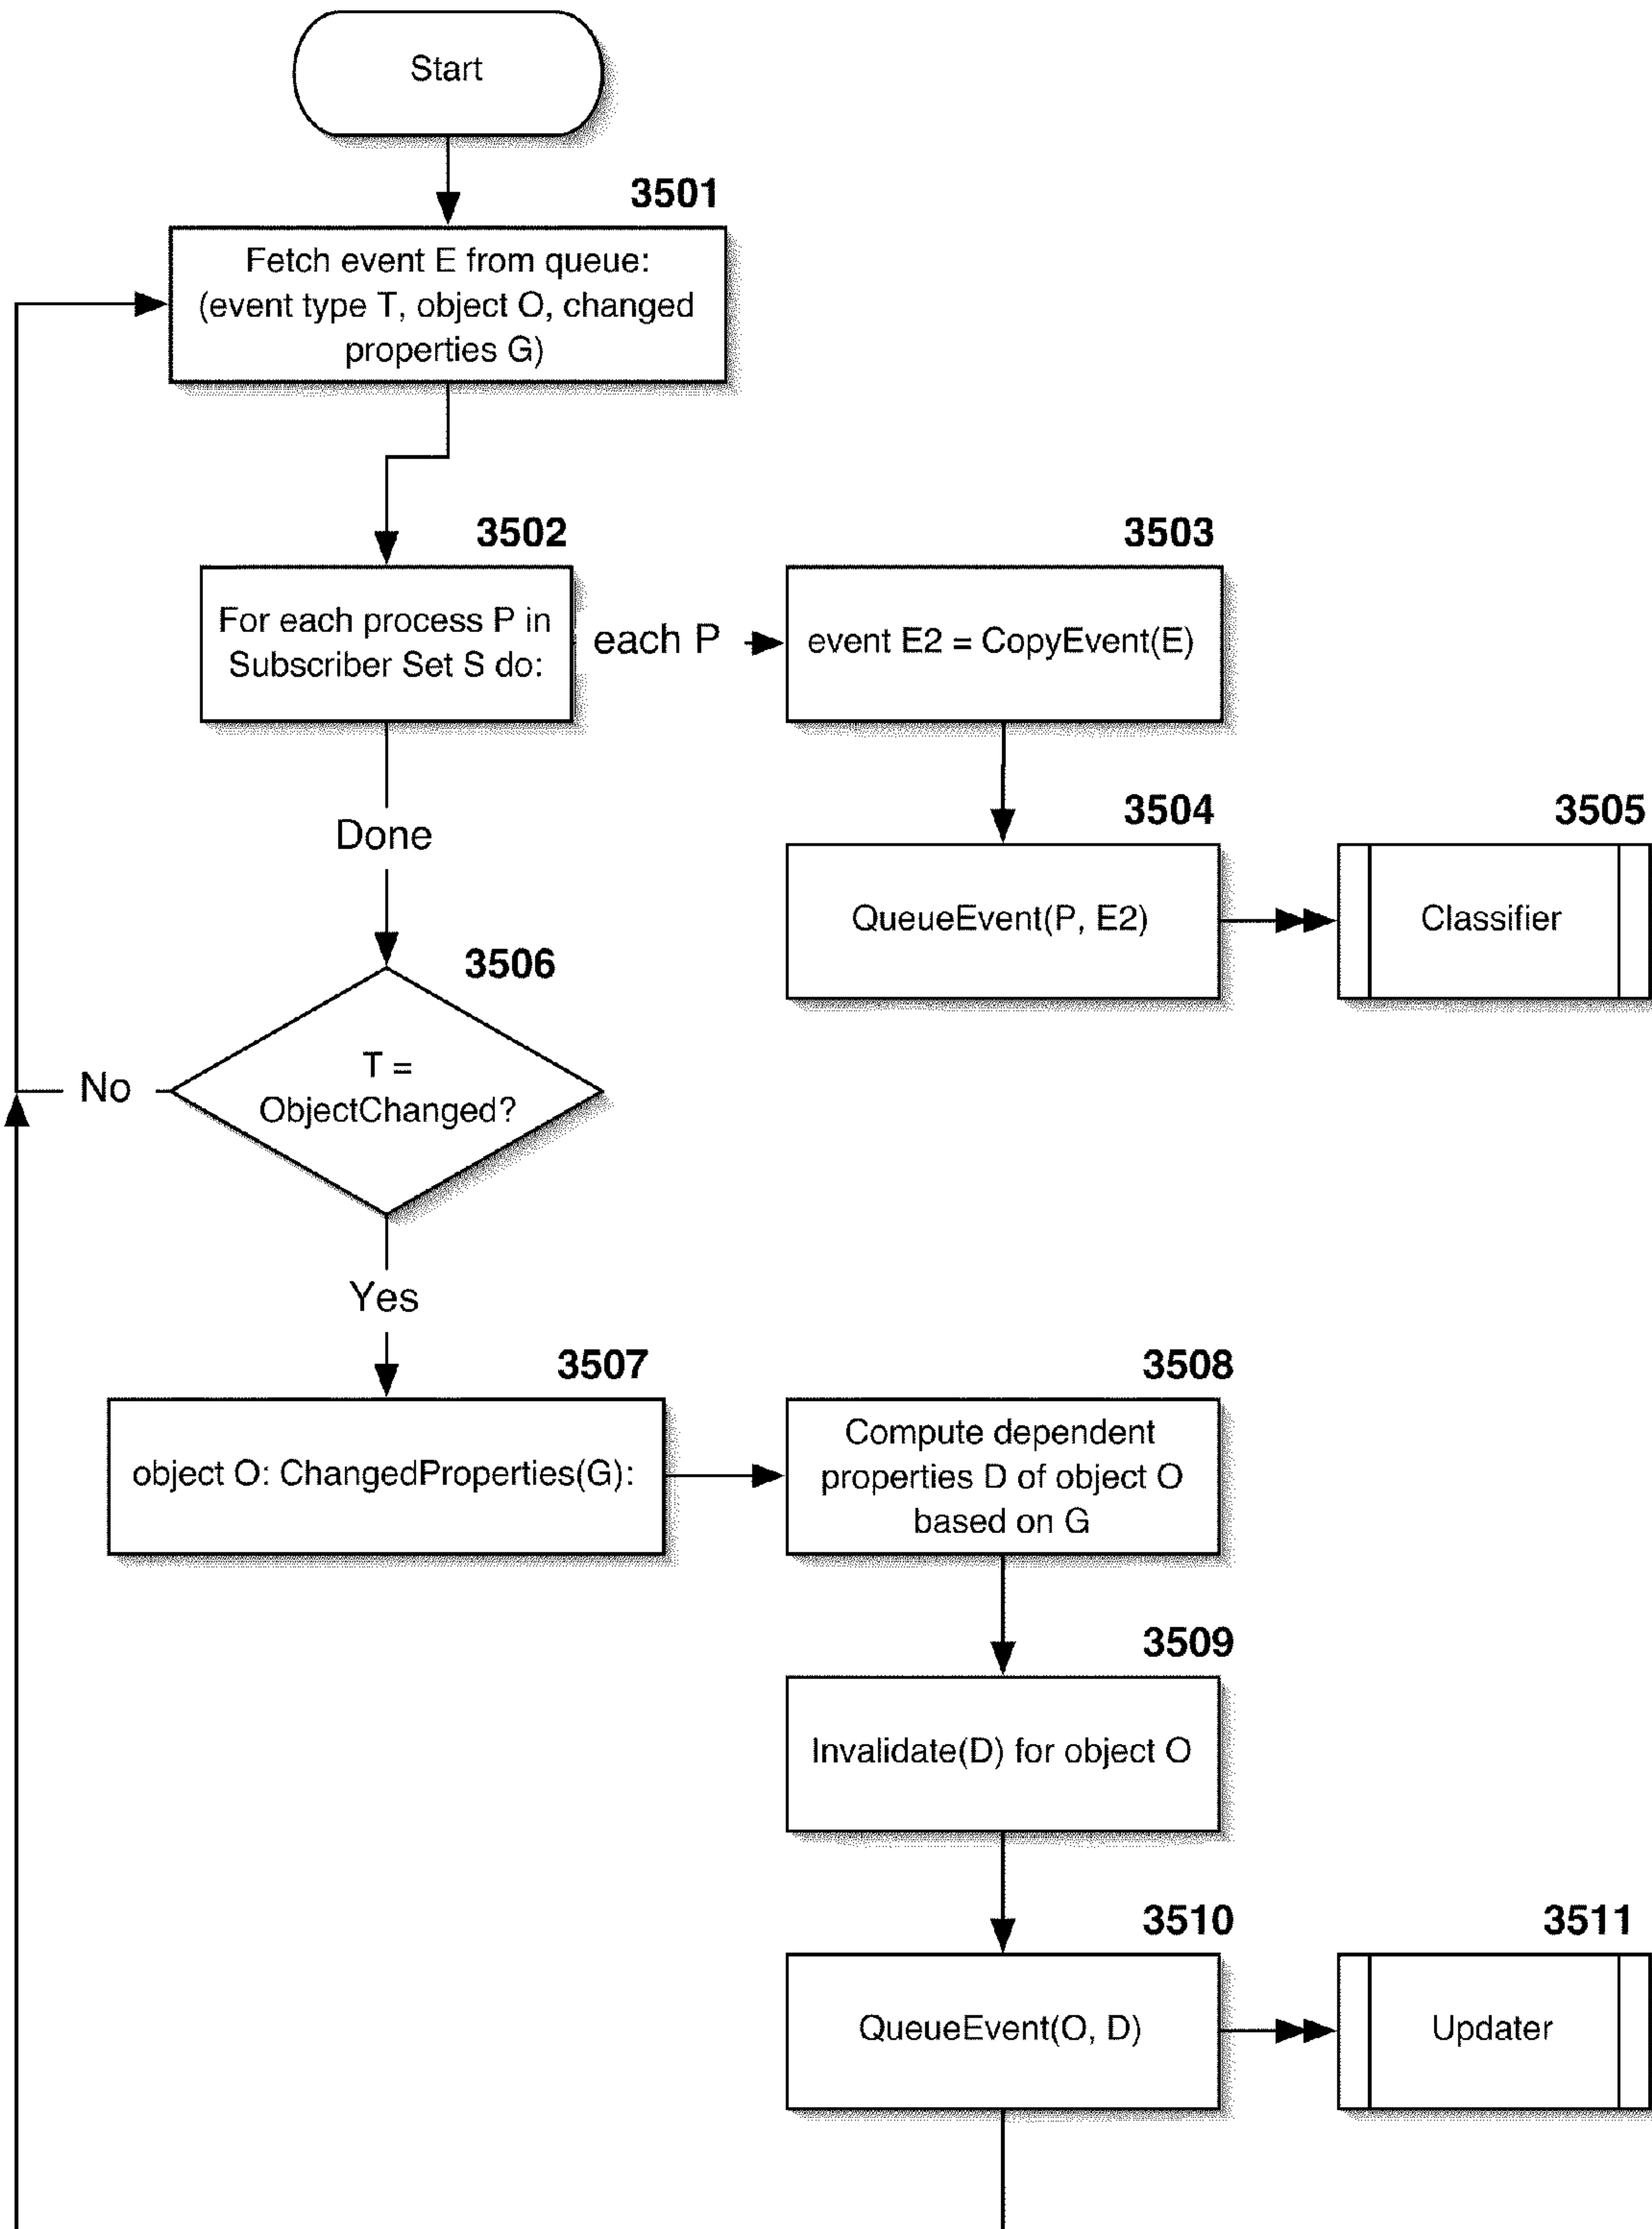 Start
3501
Fetch event E from queue:
(event type T, object O, changed
properties G)
3502
For each process P in
Subscriber Set S do:
each P
3503
event E2 = CopyEvent(E)
3504
QueueEvent(P, E2)
3505
Classifier
Done
3506
T =
ObjectChanged?
No
Yes
3507
object O: ChangedProperties(G):
3508
Compute dependent
properties D of object O
based on G
3509
Invalidate(D) for object O
3510
QueueEvent(O, D)
3511
Updater